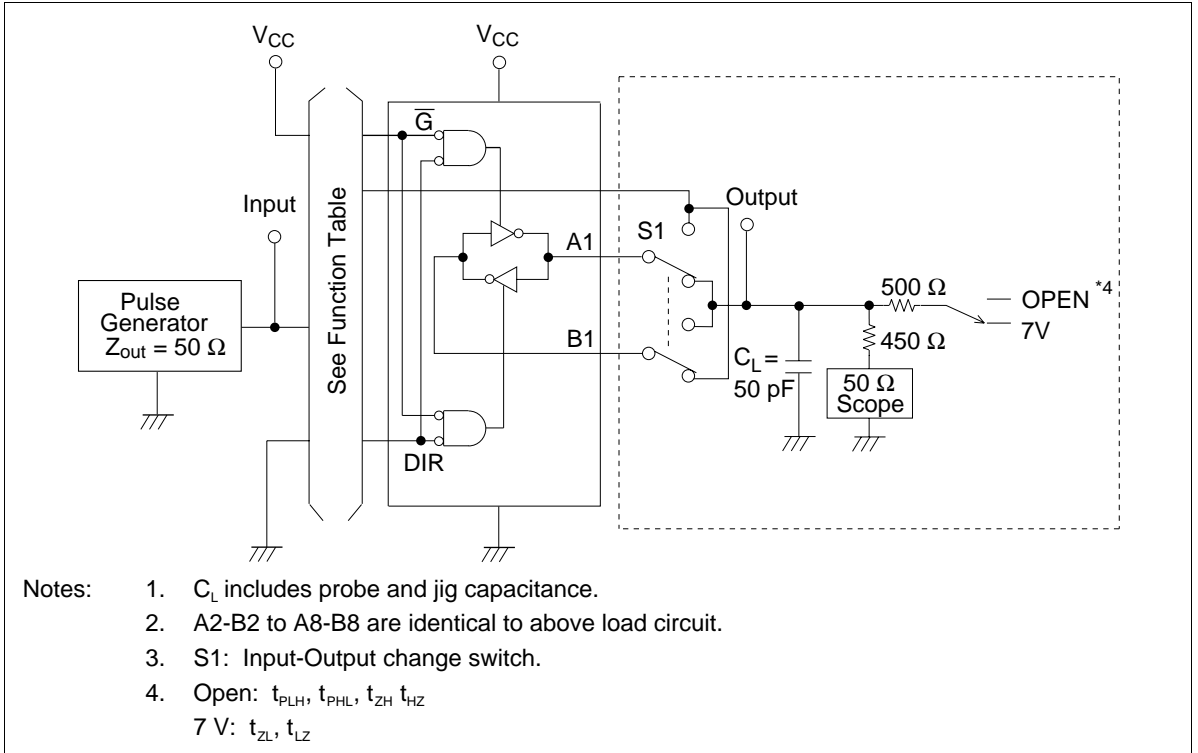 VCC
VCC
G
Input
See Function Table
Output
S1
A1
Pulse
Generator
Zout = 50 Ω
500 Ω
OPEN *4
7V
450 Ω
B1
CL =
50 pF
50 Ω
Scope
DIR
Notes: 1. CL includes probe and jig capacitance.
2. A2-B2 to A8-B8 are identical to above load circuit.
3. S1: Input-Output change switch.
4. Open: tPLH, tPHL, tZH tHZ
7 V: tZL, tLZ